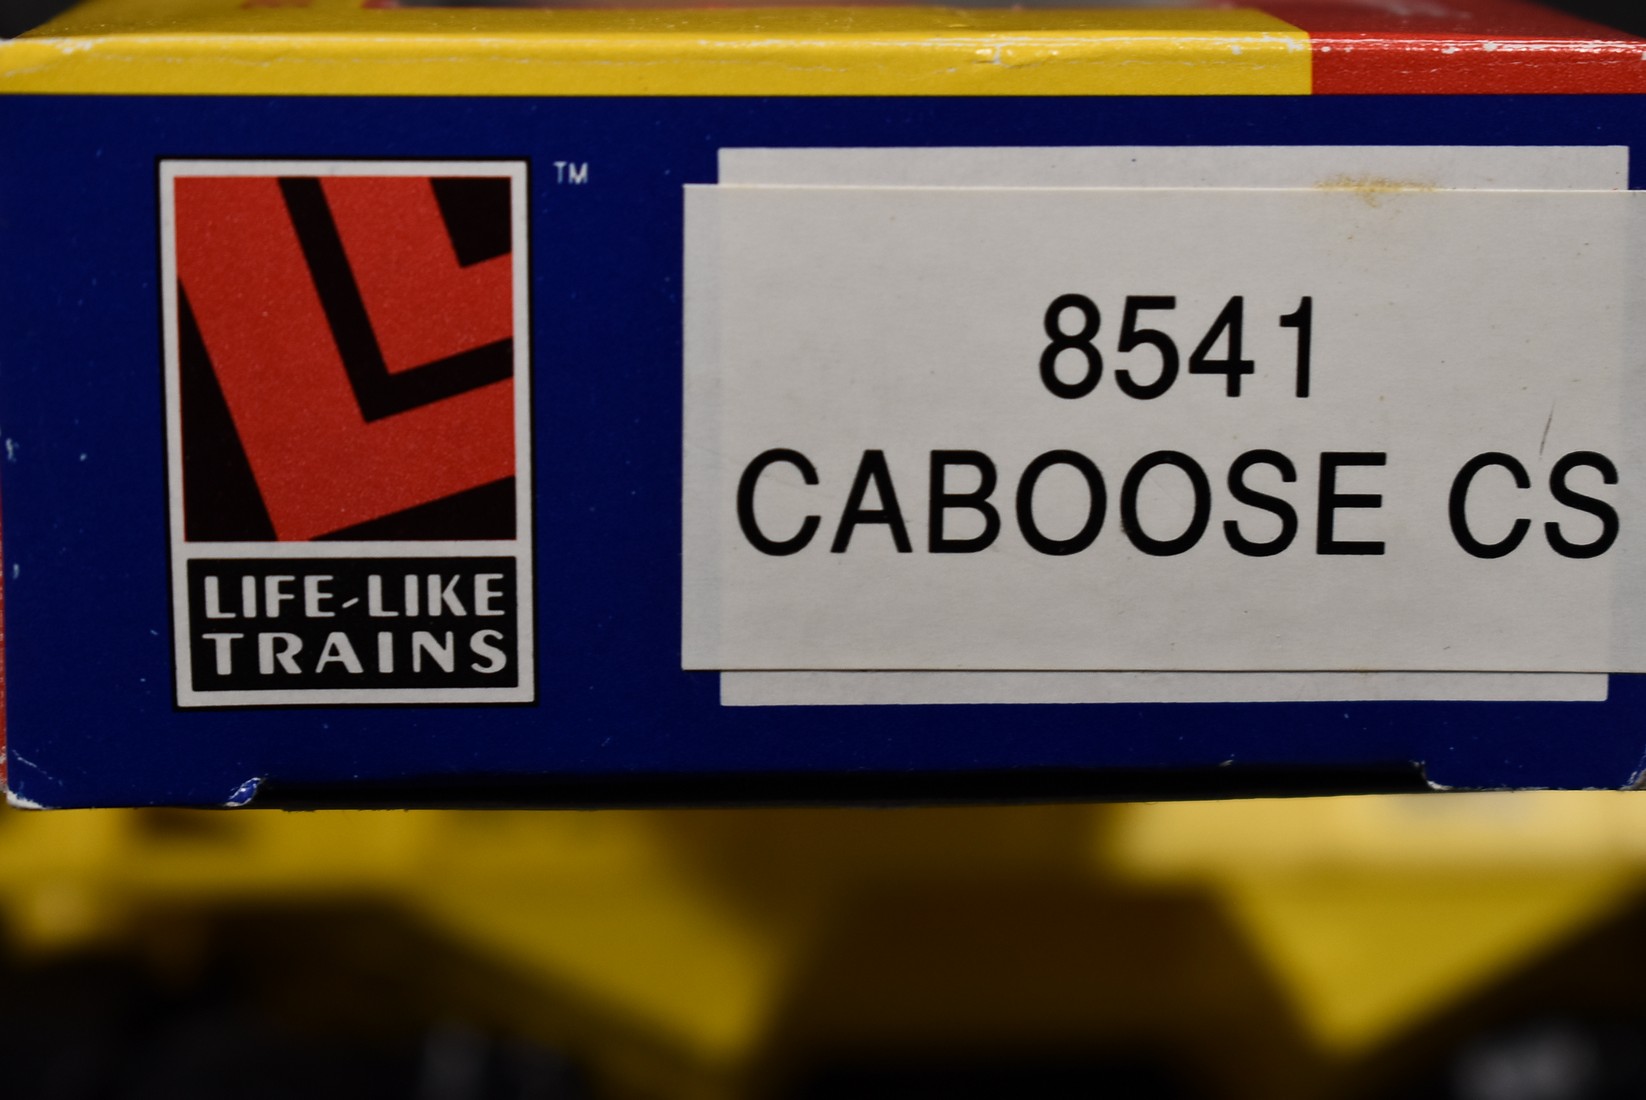 TM
LIFE-LIKE
TRAINS
8541
CABOOSE CS